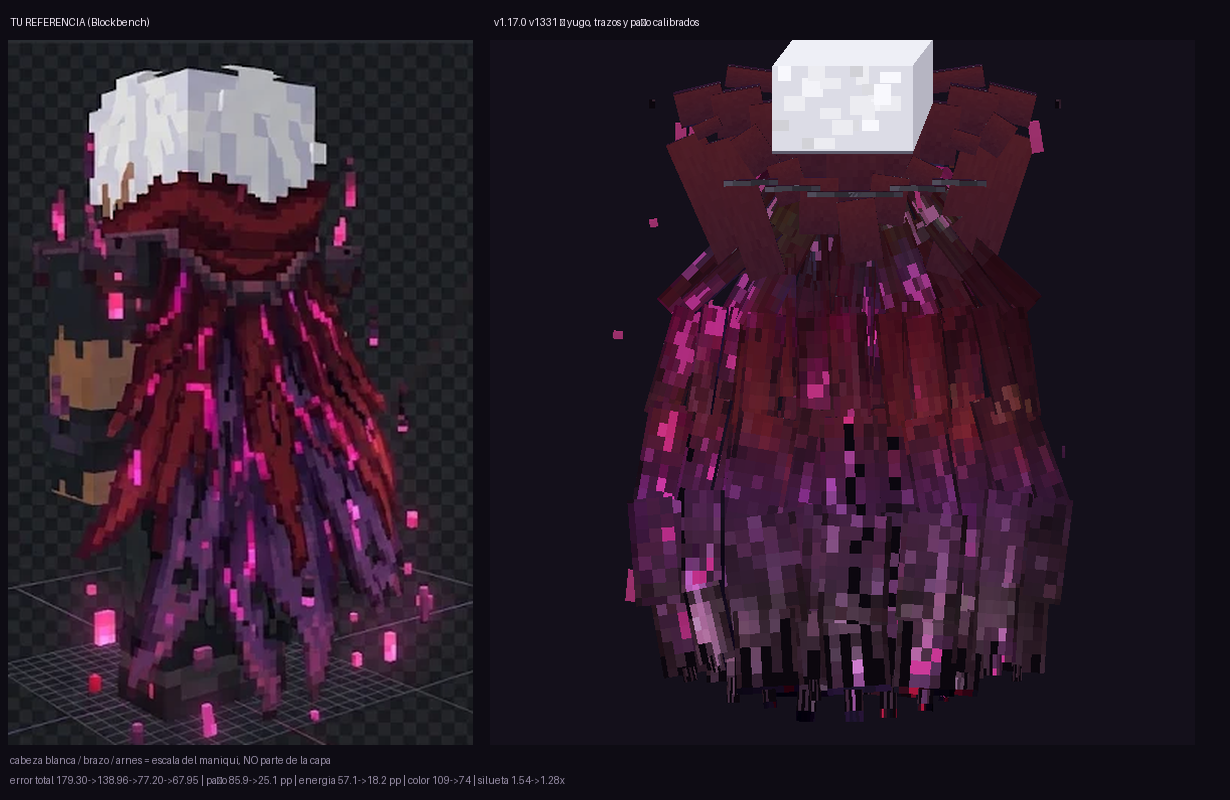 TU REFERENCIA (Blockbench)
v1.17.0 v1331 □ yugo, trazos y pa□o calibrados
cabeza blanca / brazo / arnes = escala del maniqui, NO parte de la capa
error total 179.30->138.96->77.20->67.95 | pa□o 85.9->25.1 pp | energia 57.1->18.2 pp | color 109->74 | silueta 1.54->1.28x